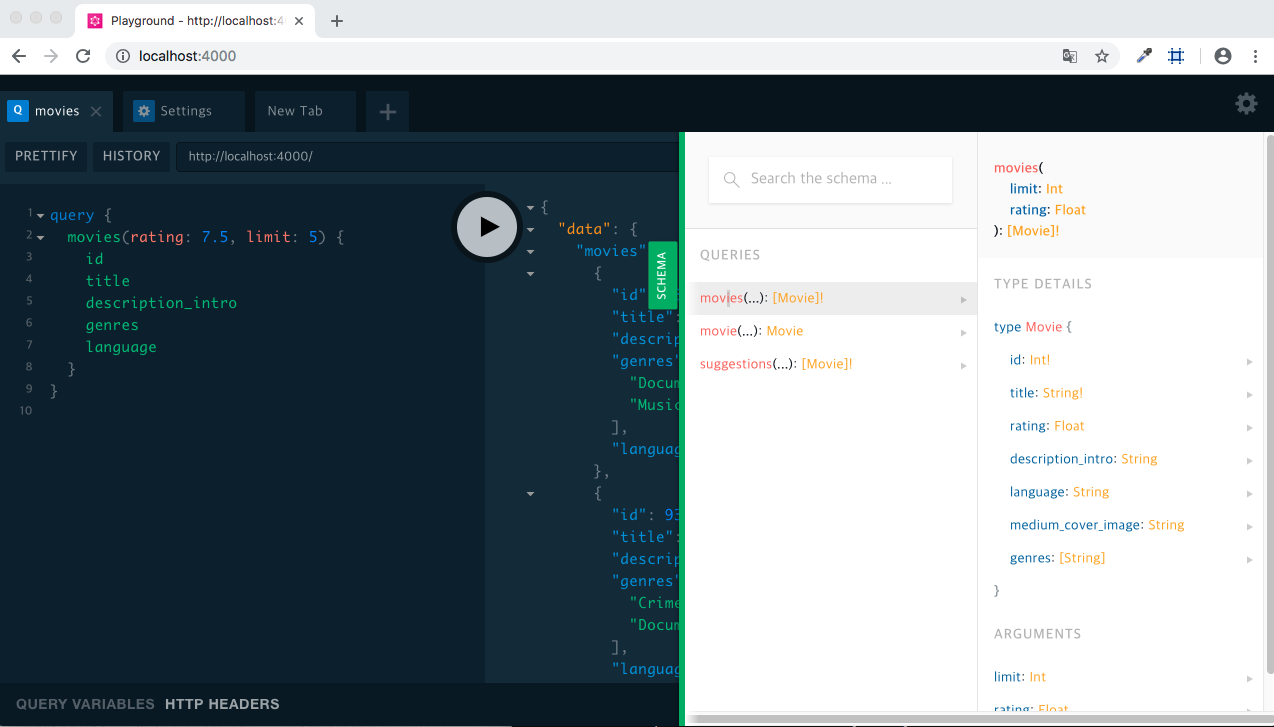 Playground - http://localhost:4
localhost:4000
Q movies
Settings
New Tab
PRETTIFY
HISTORY
http://localhost:4000/
1 query {
2 movies(rating: 7.5, limit: 5) {
3 id
4 title
5 description_intro
6 genres
7 language
8 }
9 }
10
{
"data": {
"movies"
{
"id"
"title":
"descrip
"genres"
"Docum
"Music
],
"languag
},
{
"id": 93
"title":
"descrip
"genres"
"Crime
"Docum
],
"languag
SCHEMA
Search the schema ...
QUERIES
movies(...): [Movie]!
movie(...): Movie
suggestions(...): [Movie]!
movies(
limit: Int
rating: Float
): [Movie]!
TYPE DETAILS
type Movie {
id: Int!
title: String!
rating: Float
description_intro: String
language: String
medium_cover_image: String
genres: [String]
}
ARGUMENTS
limit: Int
rating: Float
QUERY VARIABLES
HTTP HEADERS